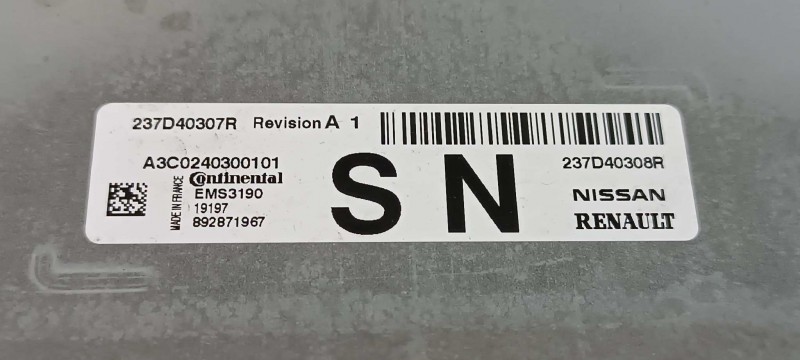 237D40307R Revision A 1
A3C0240300101
Continental
EMS3190
19197
892871967
MADE IN FRANCE
S N
237D40308R
NISSAN
RENAULT